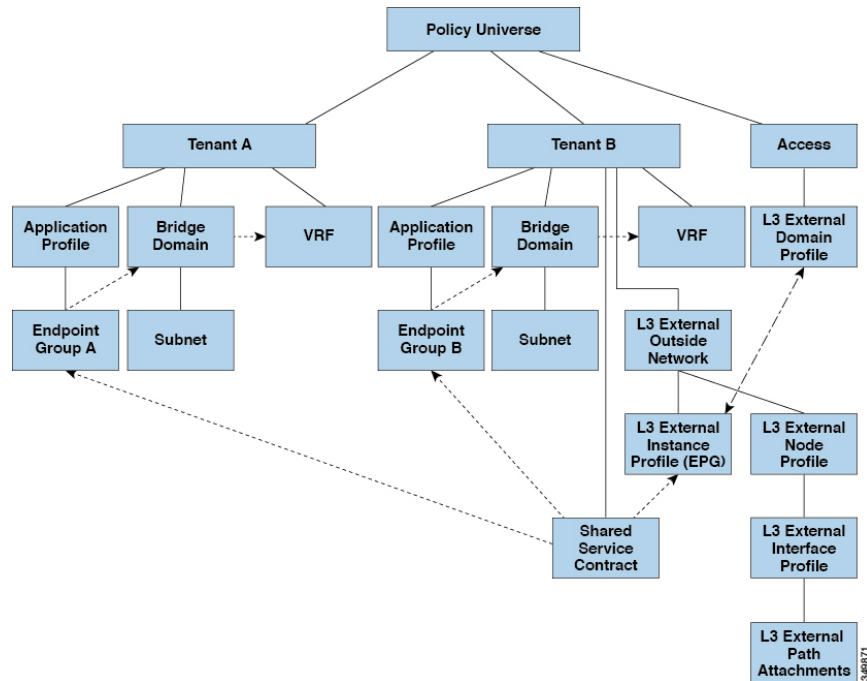 Policy Universe
Tenant A
Tenant B
Access
Application
Profile
Bridge
Domain
VRF
Application
Profile
Bridge
Domain
VRF
L3 External
Domain
Profile
Endpoint
Group A
Subnet
Endpoint
Group B
Subnet
L3 External
Outside
Network
L3 External
Instance
Profile (EPG)
L3 External
Node
Profile
Shared
Service
Contract
L3 External
Interface
Profile
L3 External
Path
Attachments
349871